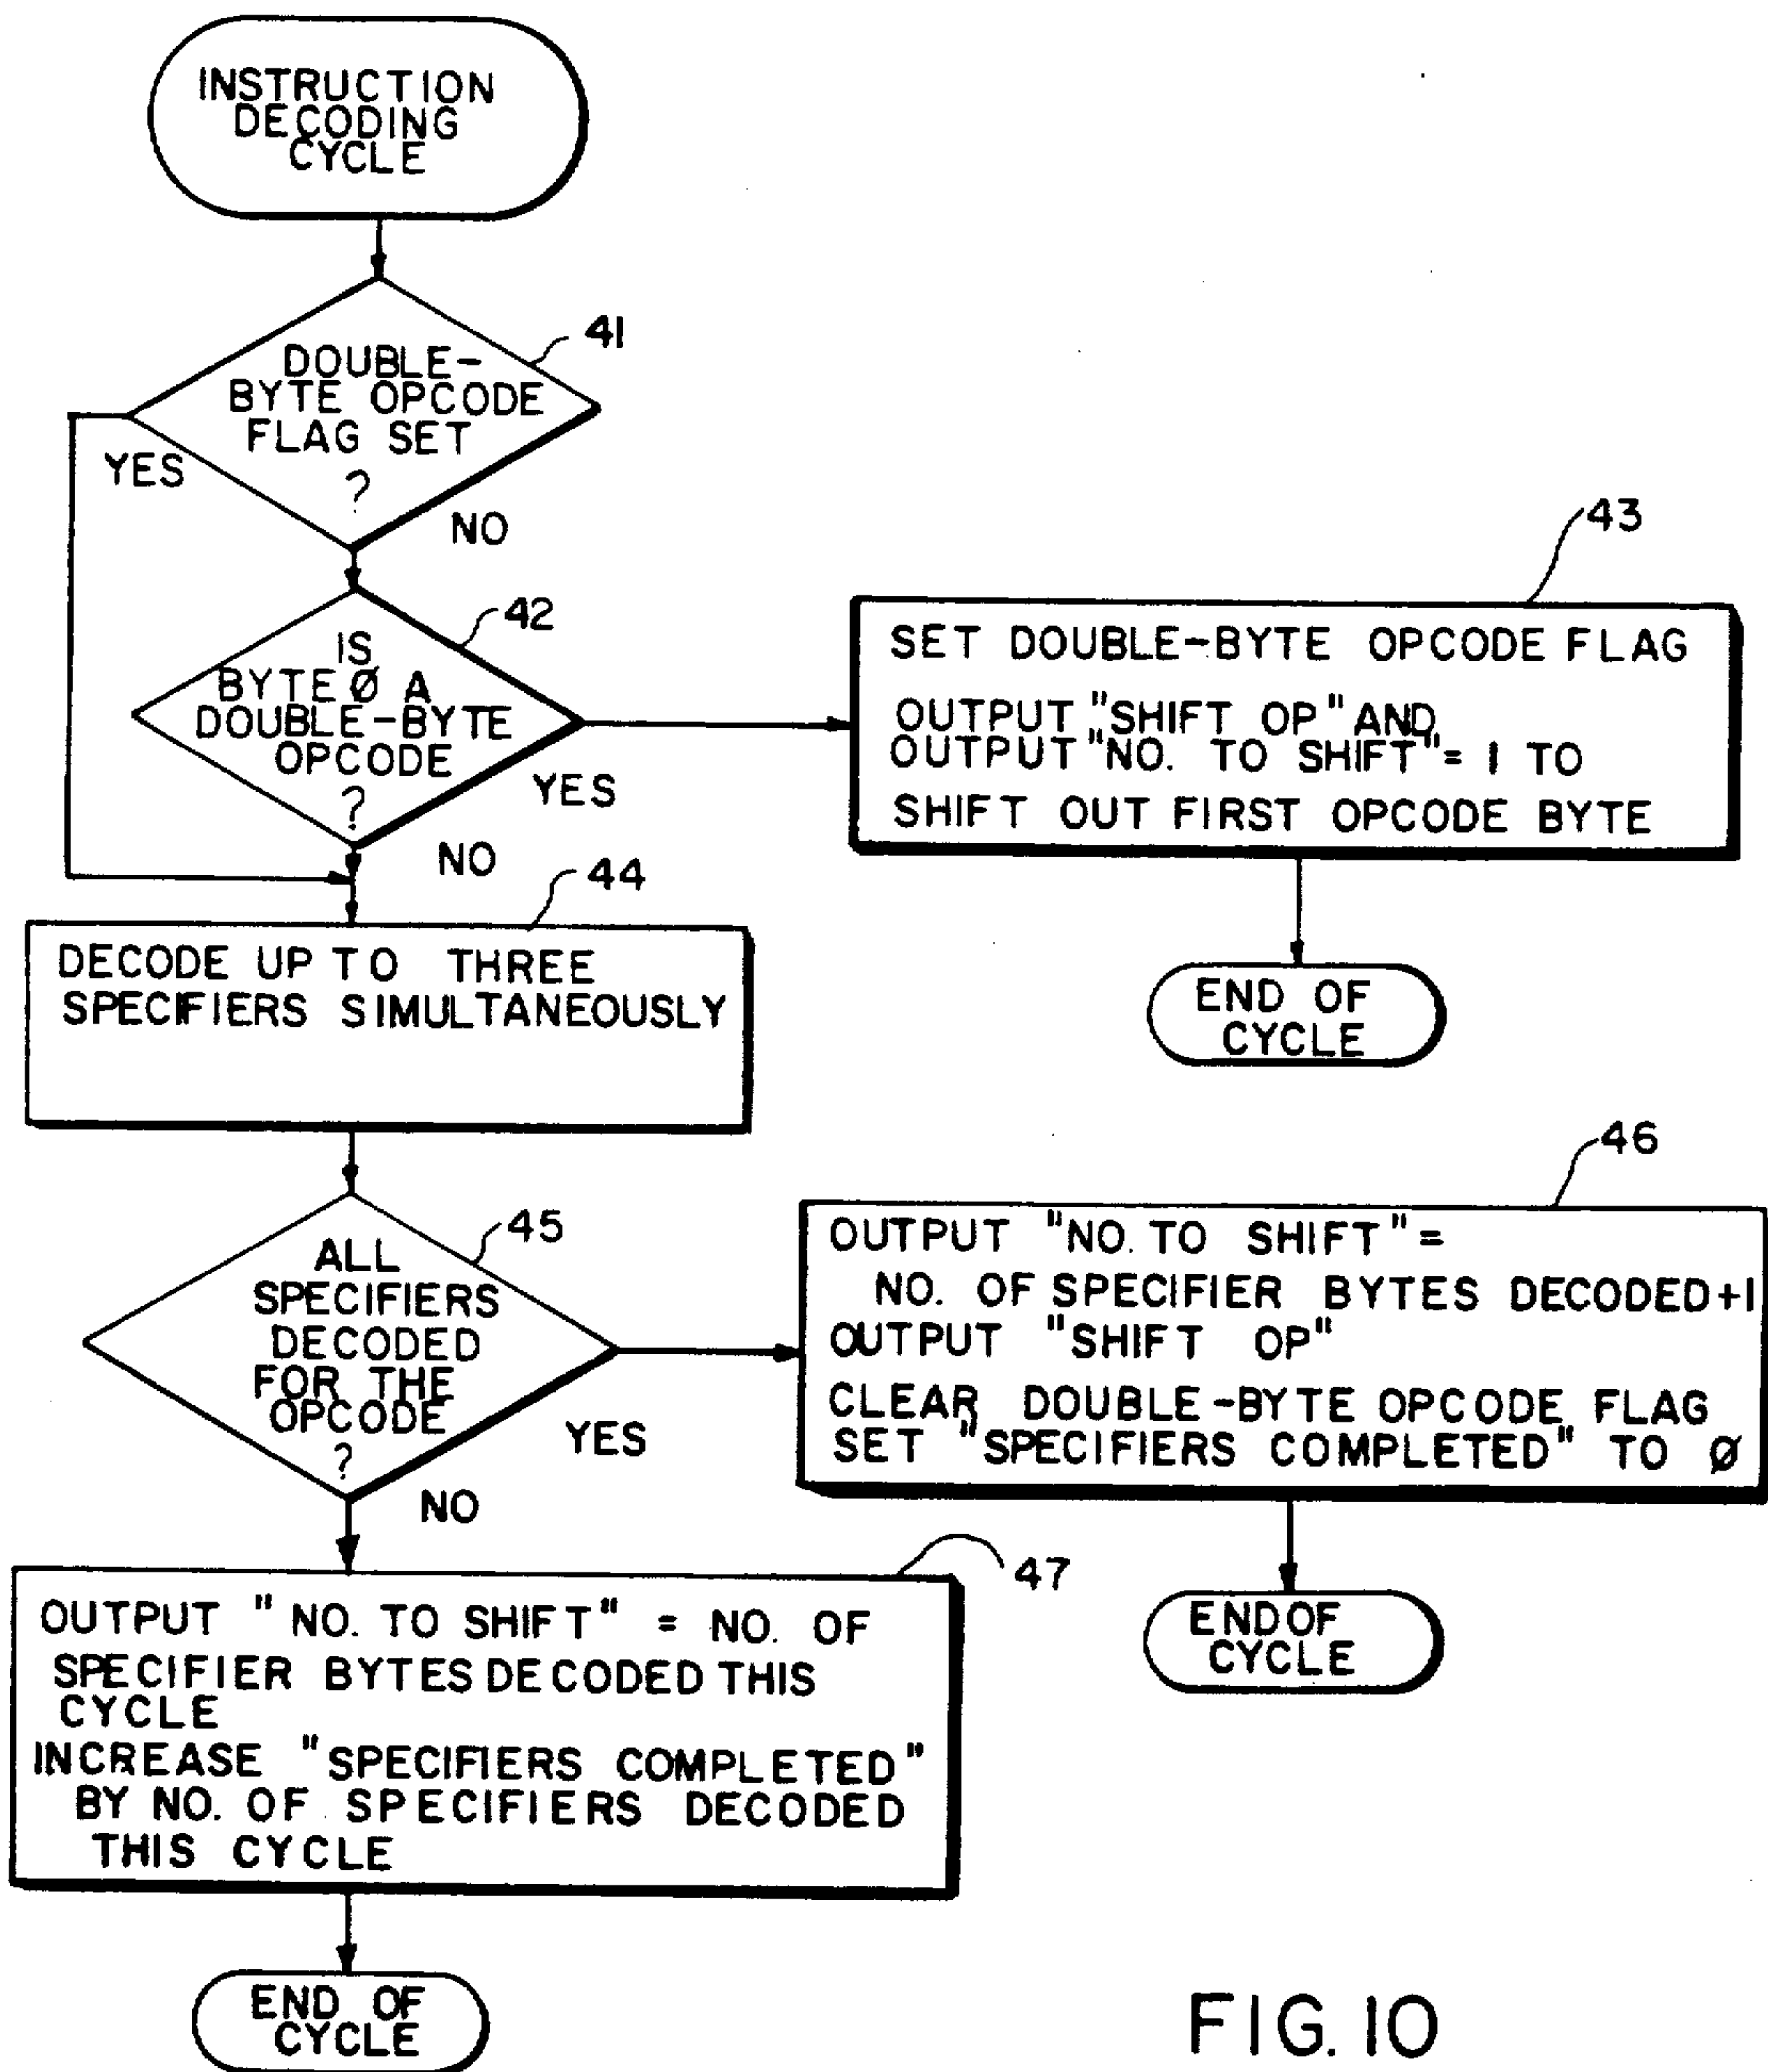 INSTRUCTION
DECODING
CYCLE
41
DOUBLE-
BYTE OPCODE
FLAG SET
?
YES
NO
42
IS
BYTE Ø A
DOUBLE-BYTE
OPCODE
?
YES
NO
43
SET DOUBLE-BYTE OPCODE FLAG
OUTPUT "SHIFT OP" AND
OUTPUT "NO. TO SHIFT" = 1 TO
SHIFT OUT FIRST OPCODE BYTE
END OF
CYCLE
44
DECODE UP TO THREE
SPECIFIERS SIMULTANEOUSLY
45
ALL
SPECIFIERS
DECODED
FOR THE
OPCODE
?
YES
NO
46
OUTPUT "NO. TO SHIFT" =
NO. OF SPECIFIER BYTES DECODED+1
OUTPUT "SHIFT OP"
CLEAR DOUBLE-BYTE OPCODE FLAG
SET "SPECIFIERS COMPLETED" TO Ø
END OF
CYCLE
47
OUTPUT "NO. TO SHIFT" = NO. OF
SPECIFIER BYTES DECODED THIS
CYCLE
INCREASE "SPECIFIERS COMPLETED"
BY NO. OF SPECIFIERS DECODED
THIS CYCLE
END OF
CYCLE
FIG. 10